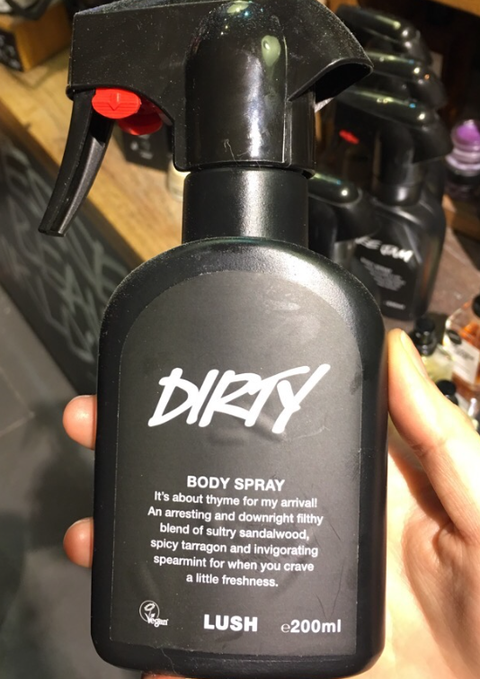 DIRTY
BODY SPRAY
It's about thyme for my arrival!
An arresting and downright filthy
blend of sultry sandalwood,
spicy tarragon and invigorating
spearmint for when you crave
a little freshness.
Vegan
LUSH
℮200ml